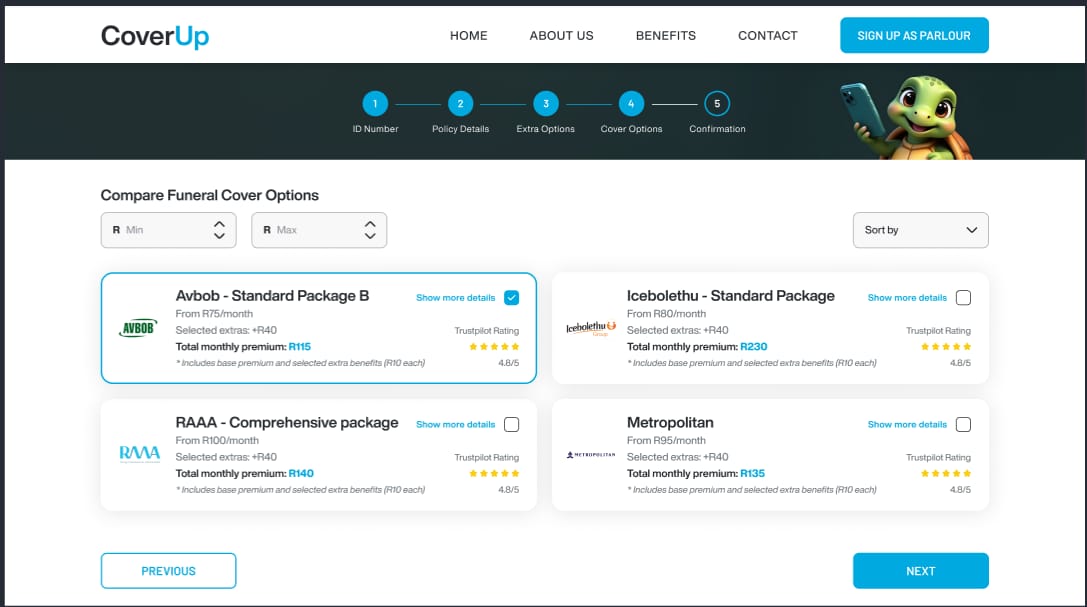 CoverUp
HOME ABOUT US BENEFITS CONTACT SIGN UP AS PARLOUR
1 2 3 4 5
ID Number Policy Details Extra Options Cover Options Confirmation
Compare Funeral Cover Options
R Min R Max Sort by
Avbob - Standard Package B Show more details
From R75/month
AVBOB
Selected extras: +R40 Trustpilot Rating
Total monthly premium: R115
* Includes base premium and selected extra benefits (R10 each) 4.8/5
Icebolethu - Standard Package Show more details
From R80/month
Icebolethu
Group
Selected extras: +R40 Trustpilot Rating
Total monthly premium: R230
* Includes base premium and selected extra benefits (R10 each) 4.8/5
RAAA - Comprehensive package Show more details
From R100/month
RAAA
Selected extras: +R40 Trustpilot Rating
Total monthly premium: R140
* Includes base premium and selected extra benefits (R10 each) 4.8/5
Metropolitan Show more details
From R95/month
METROPOLITAN
Selected extras: +R40 Trustpilot Rating
Total monthly premium: R135
* Includes base premium and selected extra benefits (R10 each) 4.8/5
PREVIOUS NEXT